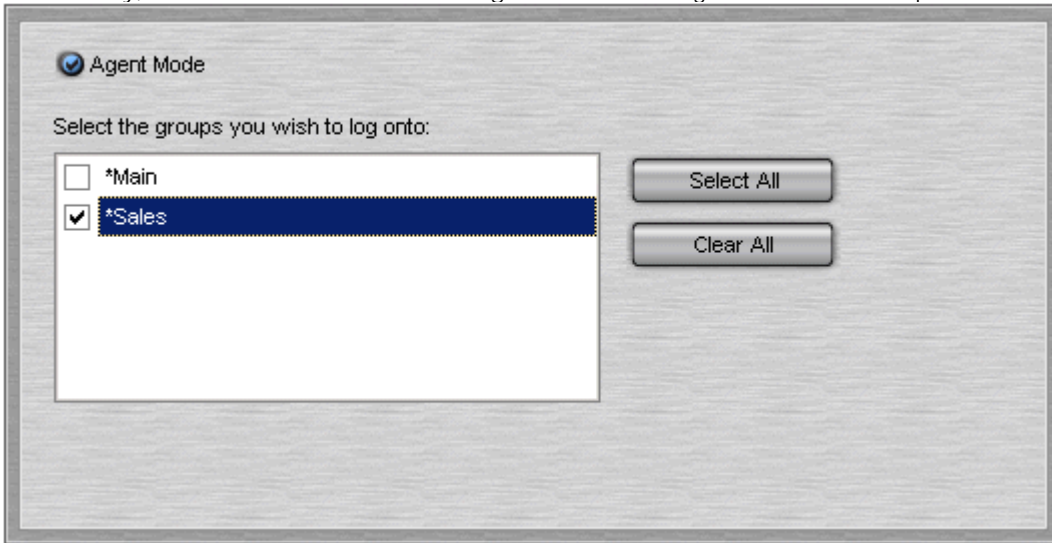 Agent Mode
Select the groups you wish to log onto:
*Main
Select All
*Sales
Clear All